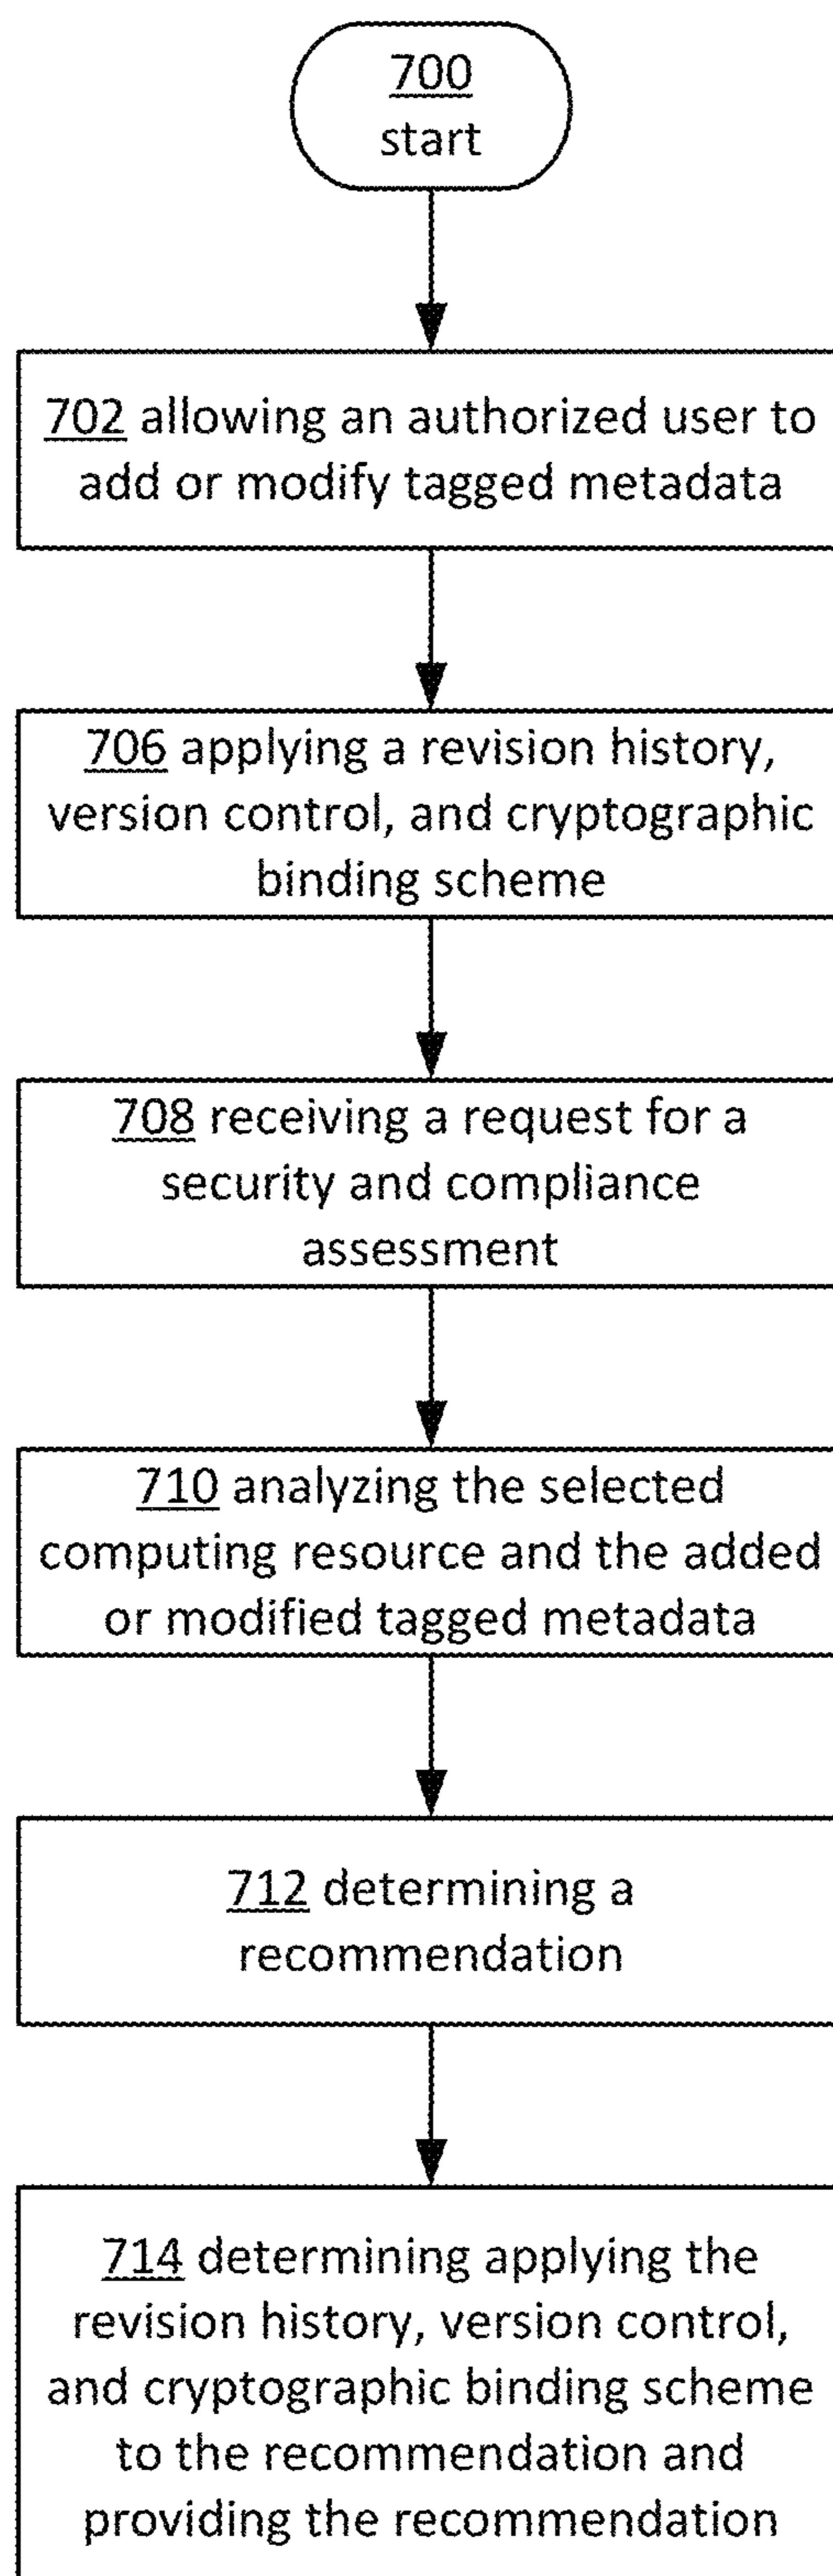 700
start
702 allowing an authorized user to
add or modify tagged metadata
706 applying a revision history,
version control, and cryptographic
binding scheme
708 receiving a request for a
security and compliance
assessment
710 analyzing the selected
computing resource and the added
or modified tagged metadata
712 determining a
recommendation
714 determining applying the
revision history, version control,
and cryptographic binding scheme
to the recommendation and
providing the recommendation